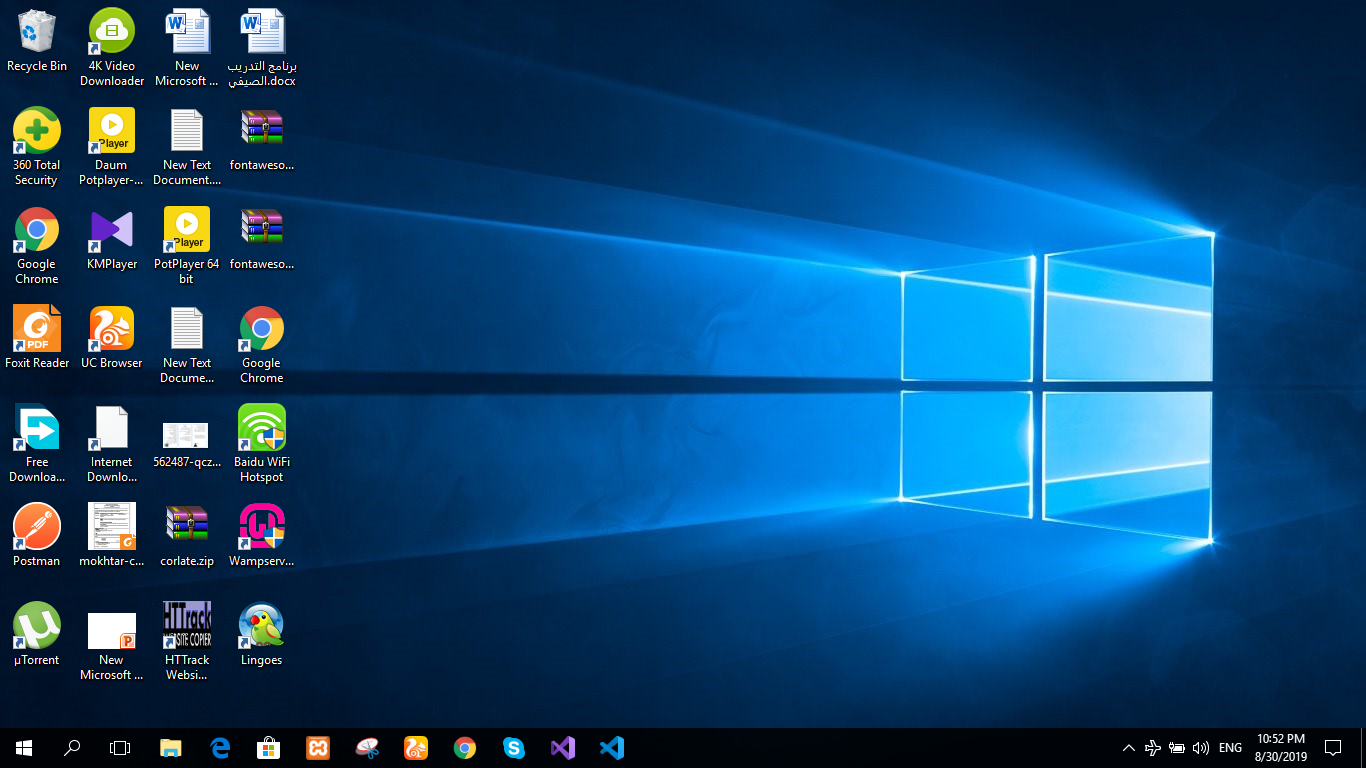 Recycle Bin
4K Video
Downloader
New
Microsoft ...
برنامج التدريب
الصيفي.docx
360 Total
Security
Player
Daum
Potplayer-...
New Text
Document....
fontaweso...
Google
Chrome
KMPlayer
Player
PotPlayer 64
bit
fontaweso...
PDF
Foxit Reader
UC Browser
New Text
Docume...
Google
Chrome
Free
Downloa...
Internet
Downlo...
562487-qcz...
Baidu WiFi
Hotspot
Postman
mokhtar-c...
corlate.zip
Wampserv...
µTorrent
New
Microsoft ...
HTTrack
WEBSITE COPIER
HTTrack
Websi...
Lingoes
ENG
10:52 PM
8/30/2019